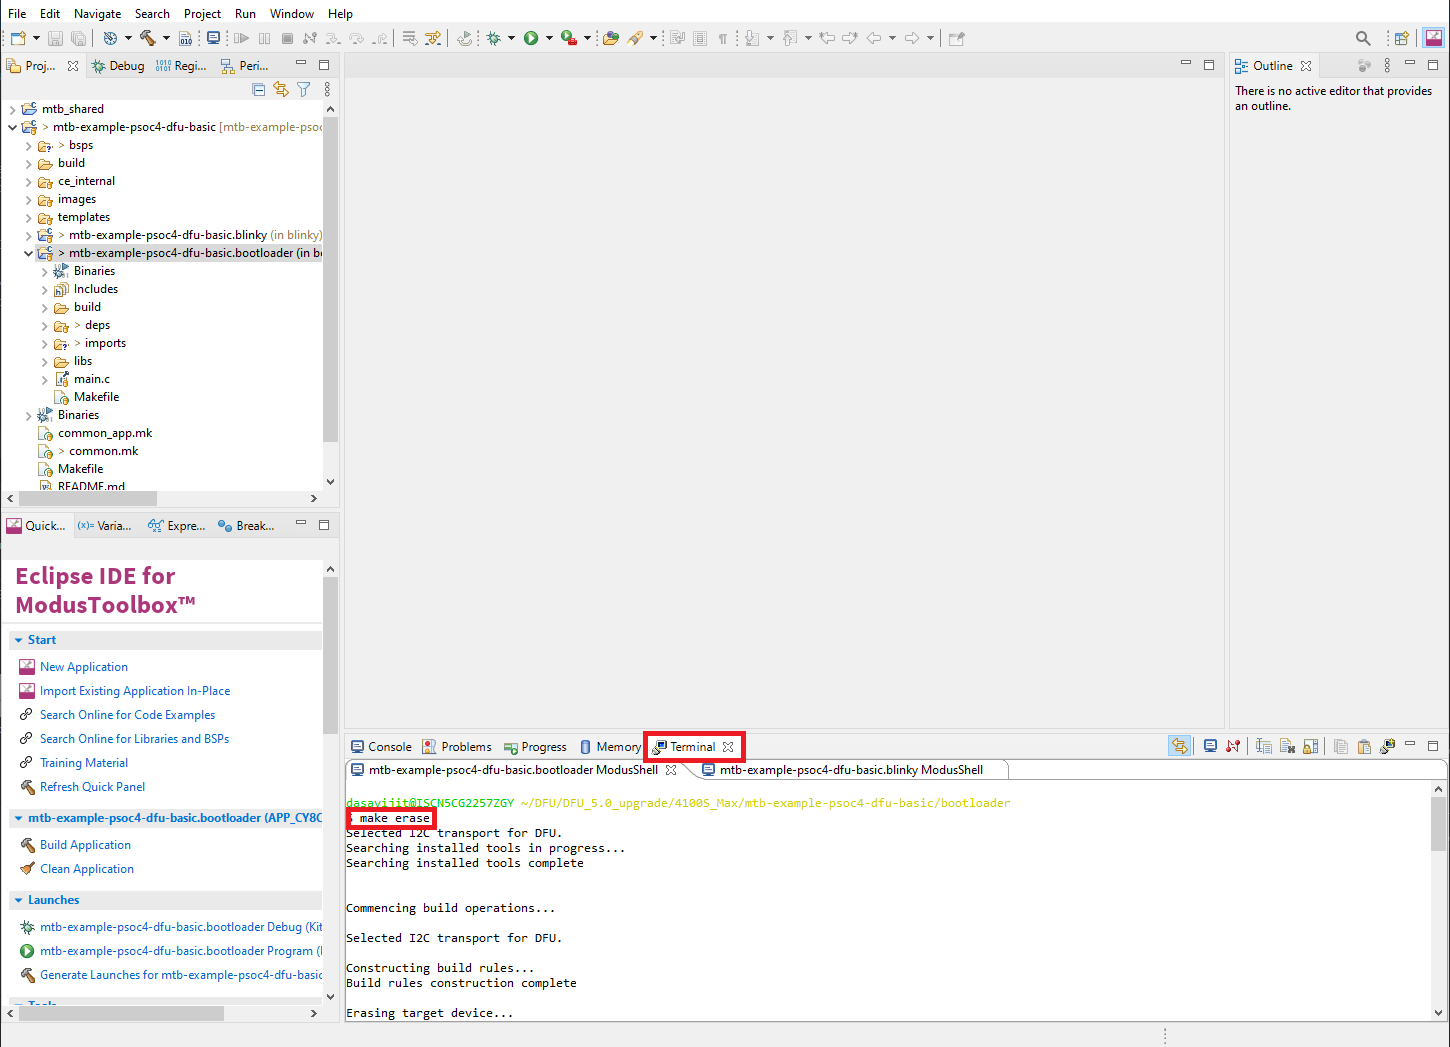 File Edit Navigate Search Project Run Window Help
Proj... Debug Regi... Peri...
mtb_shared
> mtb-example-psoc4-dfu-basic [mtb-example-psoc
> bsps
build
ce_internal
images
templates
> mtb-example-psoc4-dfu-basic.blinky (in blinky)
> mtb-example-psoc4-dfu-basic.bootloader (in b
Binaries
Includes
build
> deps
> imports
libs
main.c
Makefile
Binaries
common_app.mk
> common.mk
Makefile
README.md
Outline
There is no active editor that provides
an outline.
Quick... (x)= Varia... Expre... Break...
Eclipse IDE for
ModusToolbox™
Start
New Application
Import Existing Application In-Place
Search Online for Code Examples
Search Online for Libraries and BSPs
Training Material
Refresh Quick Panel
mtb-example-psoc4-dfu-basic.bootloader (APP_CY8C
Build Application
Clean Application
Launches
mtb-example-psoc4-dfu-basic.bootloader Debug (Kit
mtb-example-psoc4-dfu-basic.bootloader Program (
Generate Launches for mtb-example-psoc4-dfu-basic
Tools
Console Problems Progress Memory Terminal
mtb-example-psoc4-dfu-basic.bootloader ModusShell mtb-example-psoc4-dfu-basic.blinky ModusShell
dasavijit@ISCN5CG2257ZGY ~/DFU/DFU_5.0_upgrade/4100S_Max/mtb-example-psoc4-dfu-basic/bootloader
$ make erase
Selected I2C transport for DFU.
Searching installed tools in progress...
Searching installed tools complete
Commencing build operations...
Selected I2C transport for DFU.
Constructing build rules...
Build rules construction complete
Erasing target device...